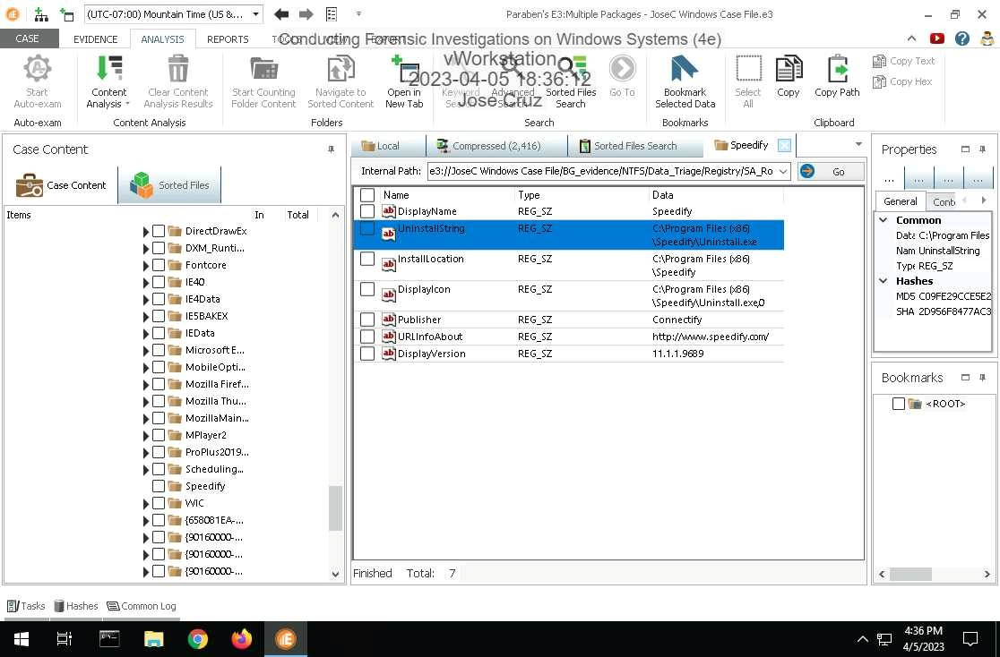 (UTC-07:00) Mountain Time (US &...
Paraben's E3:Multiple Packages - JoseC Windows Case File.e3
CASE EVIDENCE ANALYSIS REPORTS
Conducting Forensic Investigations on Windows Systems (4e)
vWorkstation
2023-04-05 18:36:12
Jose Cruz
Start
Auto-exam
Content
Analysis
Clear Content
Analysis Results
Start Counting
Folder Content
Navigate to
Sorted Content
Open in
New Tab
Keyword
Search
Advanced
Search
Sorted Files
Search
Go To
Bookmark
Selected Data
Select
All
Copy
Copy Path
Copy Text
Copy Hex
Auto-exam
Content Analysis
Folders
Search
Bookmarks
Clipboard
Case Content
Case Content
Sorted Files
Items In Total
DirectDrawEx
DXM_Runti...
Fontcore
IE40
IE4Data
IE5BAKEX
IEData
Microsoft E...
MobileOpti...
Mozilla Firef...
Mozilla Thu...
MozillaMain...
MPlayer2
ProPlus2019...
Scheduling...
Speedify
WIC
{658081EA-...
{90160000-...
{90160000-...
{90160000-...
Local
Compressed (2,416)
Sorted Files Search
Speedify
Internal Path: e3://JoseC Windows Case File/BG_evidence/NTFS/Data_Triage/Registry/SA_Ro
Go
Name Type Data
DisplayName REG_SZ Speedify
UninstallString REG_SZ C:\Program Files (x86)
\Speedify\Uninstall.exe
InstallLocation REG_SZ C:\Program Files (x86)
\Speedify
DisplayIcon REG_SZ C:\Program Files (x86)
\Speedify\Uninstall.exe,0
Publisher REG_SZ Connectify
URLInfoAbout REG_SZ http://www.speedify.com/
DisplayVersion REG_SZ 11.1.1.9689
Finished Total: 7
Properties
... ... ... ...
General Cont
Common
Data C:\Program Files
Nam UninstallString
Type REG_SZ
Hashes
MD5 C09FE29CCE5E2
SHA 2D956F8477AC3
Bookmarks
<ROOT>
Tasks
Hashes
Common Log
4:36 PM
4/5/2023